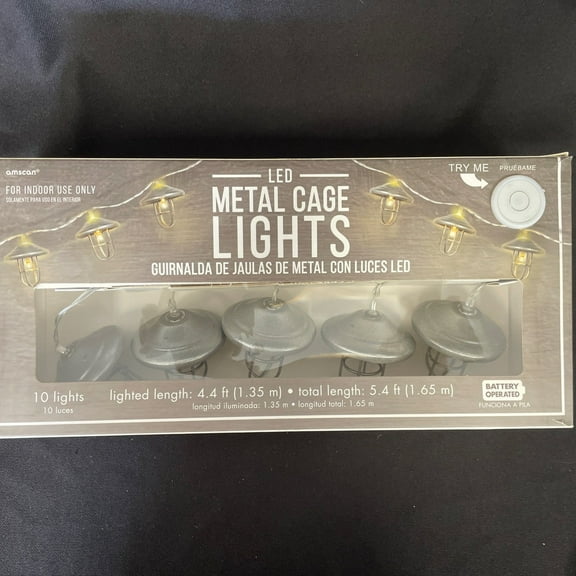 amscan®
FOR INDOOR USE ONLY
SOLAMENTE PARA USO EN EL INTERIOR
LED
METAL CAGE
LIGHTS
GUIRNALDA DE JAULAS DE METAL CON LUCES LED
TRY ME PRUÉBAME
10 lights
10 luces
lighted length: 4.4 ft (1.35 m) • total length: 5.4 ft (1.65 m)
longitud iluminada: 1.35 m • longitud total: 1.65 m
BATTERY
OPERATED
FUNCIONA A PILA